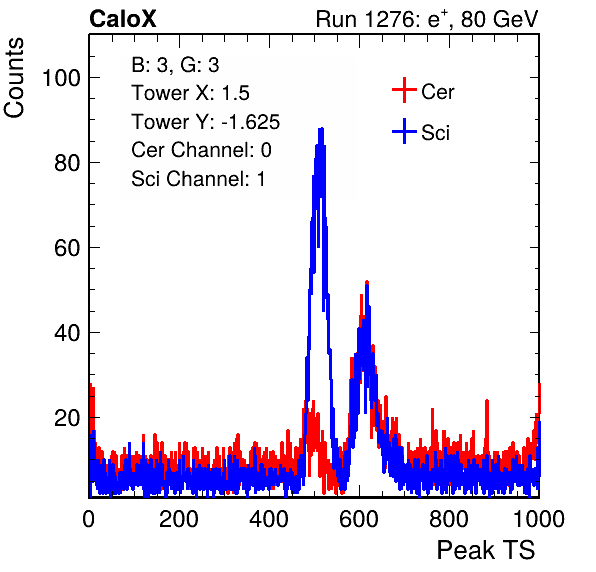 CaloX Run 1276: e⁺, 80 GeV
Counts
B: 3, G: 3
Tower X: 1.5
Tower Y: -1.625
Cer Channel: 0
Sci Channel: 1
Cer
Sci
100
80
60
40
20
0 200 400 600 800 1000
Peak TS